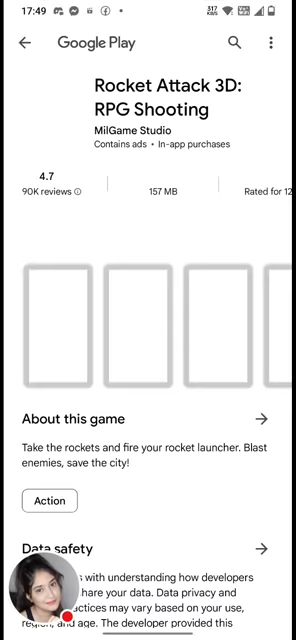 17:49
317
KB/S
Google Play
Rocket Attack 3D:
RPG Shooting
MilGame Studio
Contains ads • In-app purchases
4.7
90K reviews
157 MB
Rated for 12
About this game
Take the rockets and fire your rocket launcher. Blast
enemies, save the city!
Action
Data safety
s with understanding how developers
hare your data. Data privacy and
actices may vary based on your use,
region, and age. The developer provided this